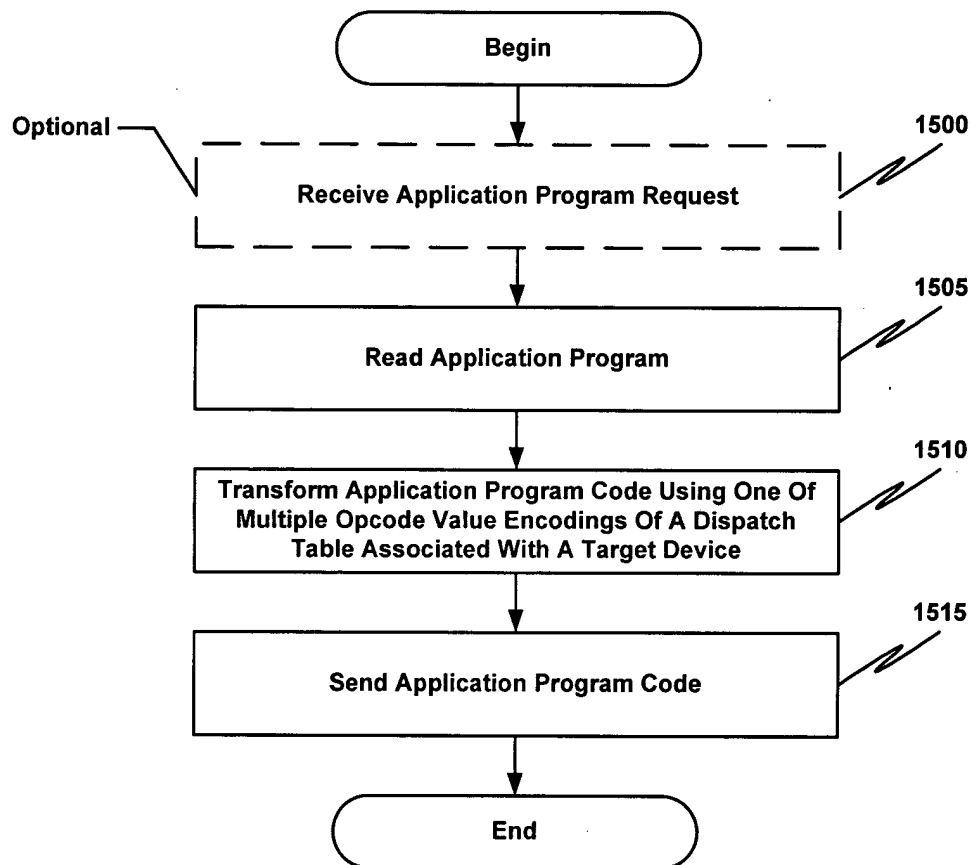 Begin
Optional
1500
Receive Application Program Request
1505
Read Application Program
1510
Transform Application Program Code Using One Of
Multiple Opcode Value Encodings Of A Dispatch
Table Associated With A Target Device
1515
Send Application Program Code
End